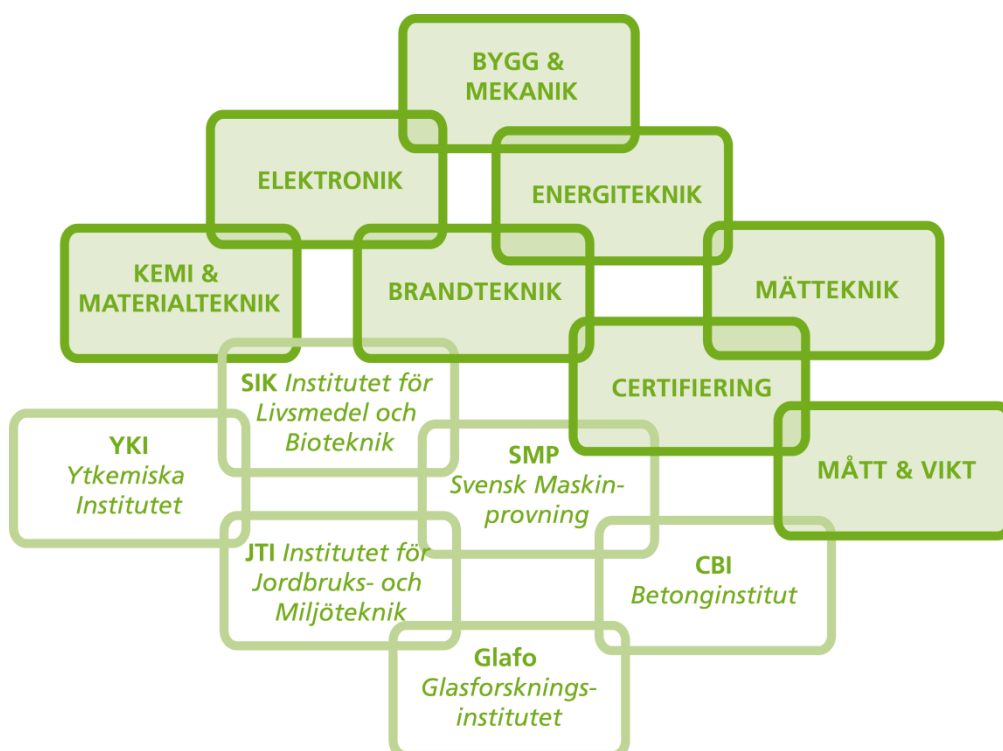 BYGG &
MEKANIK
ELEKTRONIK
ENERGITEKNIK
KEMI &
MATERIALTEKNIK
BRANDTEKNIK
MÄTTEKNIK
SIK Institutet för
Livsmedel och
Bioteknik
CERTIFIERING
YKI
Ytkemiska
Institutet
SMP
Svensk Maskin-
provning
MÅTT & VIKT
JTI Institutet för
Jordbruks- och
Miljöteknik
CBI
Betonginstitut
Glafo
Glasforsknings-
institutet